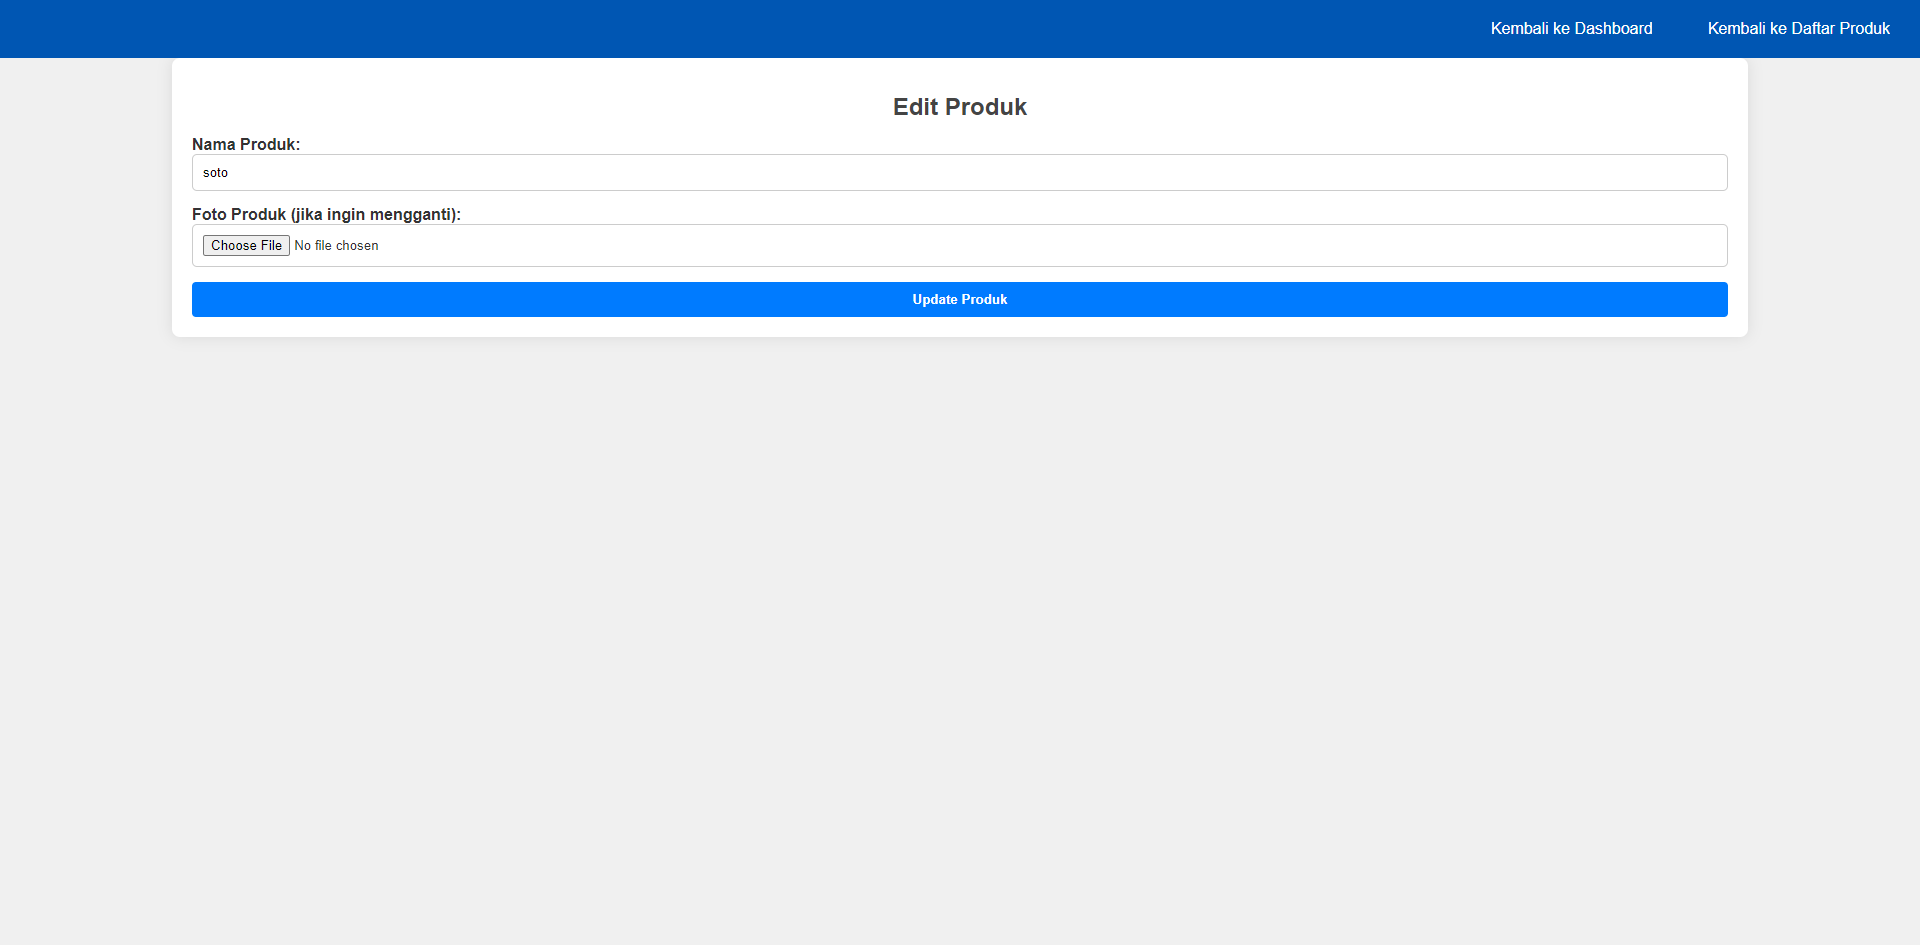 Kembali ke Dashboard Kembali ke Daftar Produk
Edit Produk
Nama Produk:
soto
Foto Produk (jika ingin mengganti):
Choose File No file chosen
Update Produk